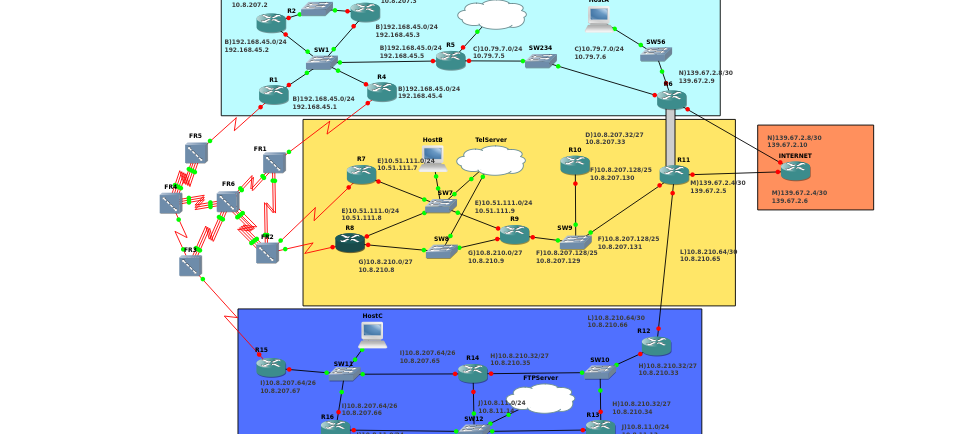 10.8.207.2
R2
10.8.207.3
HostA
B)192.168.45.0/24
192.168.45.3
B)192.168.45.0/24
192.168.45.2
SW1
B)192.168.45.0/24
192.168.45.5
R5
C)10.79.7.0/24
10.79.7.5
SW234
C)10.79.7.0/24
10.79.7.6
SW56
N)139.67.2.8/30
139.67.2.9
R1
B)192.168.45.0/24
192.168.45.1
R4
B)192.168.45.0/24
192.168.45.4
R6
FR5
FR1
FR4
FR6
FR2
FR3
HostB
TelServer
D)10.8.207.32/27
10.8.207.33
R7
E)10.51.111.0/24
10.51.111.7
R10
F)10.8.207.128/25
10.8.207.130
R11
M)139.67.2.4/30
139.67.2.5
N)139.67.2.8/30
139.67.2.10
INTERNET
M)139.67.2.4/30
139.67.2.6
SW7
E)10.51.111.0/24
10.51.111.8
E)10.51.111.0/24
10.51.111.9
R8
SW8
R9
SW9
F)10.8.207.128/25
10.8.207.131
G)10.8.210.0/27
10.8.210.8
G)10.8.210.0/27
10.8.210.9
F)10.8.207.128/25
10.8.207.129
L)10.8.210.64/30
10.8.210.65
HostC
L)10.8.210.64/30
10.8.210.66
R12
R15
SW13
I)10.8.207.64/26
10.8.207.65
R14
H)10.8.210.32/27
10.8.210.35
SW10
H)10.8.210.32/27
10.8.210.33
I)10.8.207.64/26
10.8.207.67
FTPServer
I)10.8.207.64/26
10.8.207.66
J)10.8.11.0/24
H)10.8.210.32/27
10.8.210.34
R16
SW12
R13
J)10.8.11.0/24